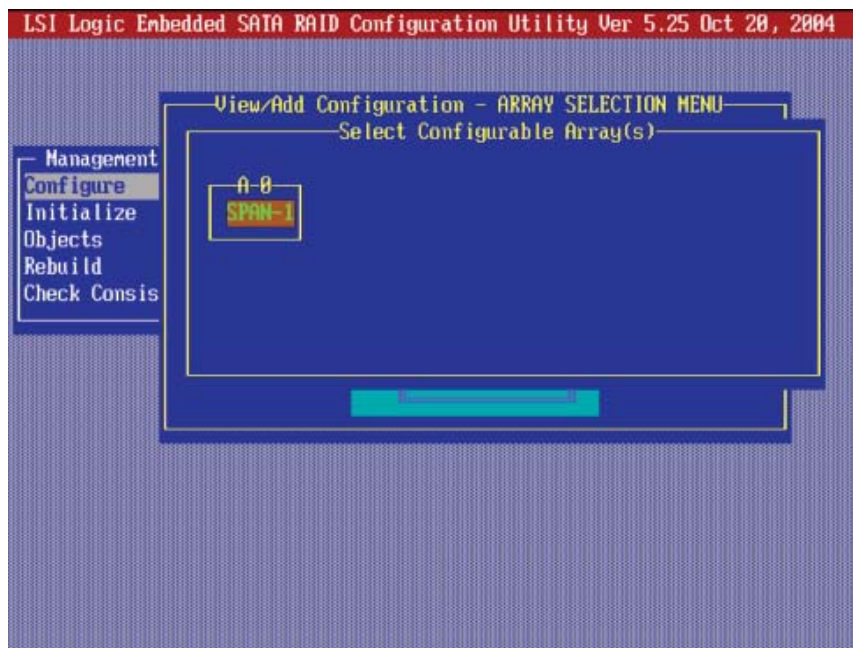 LSI Logic Embedded SATA RAID Configuration Utility Ver 5.25 Oct 20, 2004
View/Add Configuration - ARRAY SELECTION MENU
Select Configurable Array(s)
Management
Configure
Initialize
Objects
Rebuild
Check Consis
A-0
SPAN-1